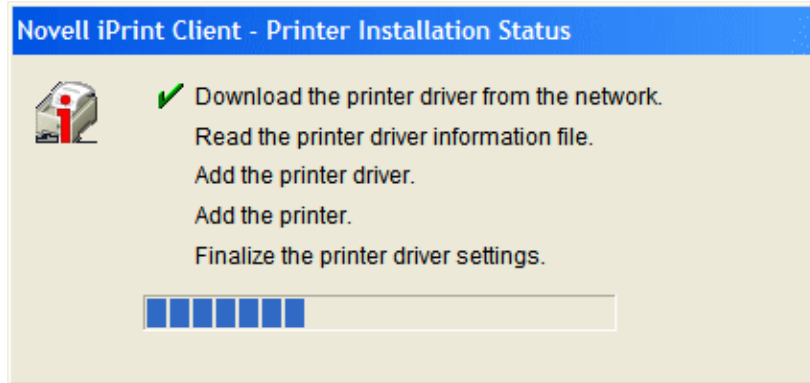 Novell iPrint Client - Printer Installation Status
Download the printer driver from the network.
Read the printer driver information file.
Add the printer driver.
Add the printer.
Finalize the printer driver settings.